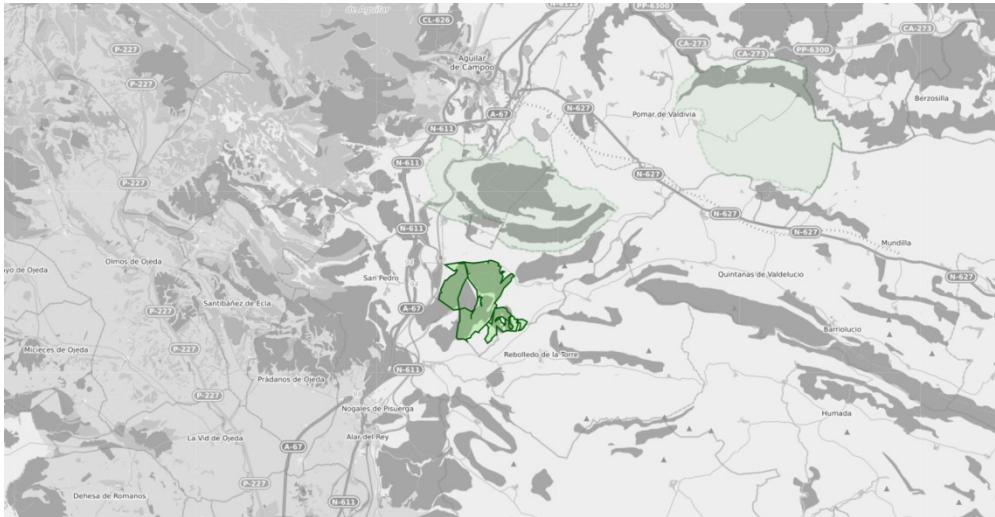 de Aguilar
CL-626
N-6123
PP-6300
CA-273
P-227
CA-273
PP-6300
CA-273
Aguilar
de Campoo
P-227
Berzosilla
A-67
N-627
Pomar de Valdivia
N-611
N-611
P-227
N-627
N-627
N-611
N-627
Mundilla
Olmos de Ojeda
yo de Ojeda
San Pedro
Quintanas de Valdelucio
N-627
Santibáñez de Ecla
P-227
A-67
Barriolucio
Micieces de Ojeda
P-227
Rebolledo de la Torre
N-611
Prádanos de Ojeda
P-227
Nogales de Pisuerga
Humada
La Vid de Ojeda
Alar del Rey
A-67
P-227
Dehesa de Romanos
N-611